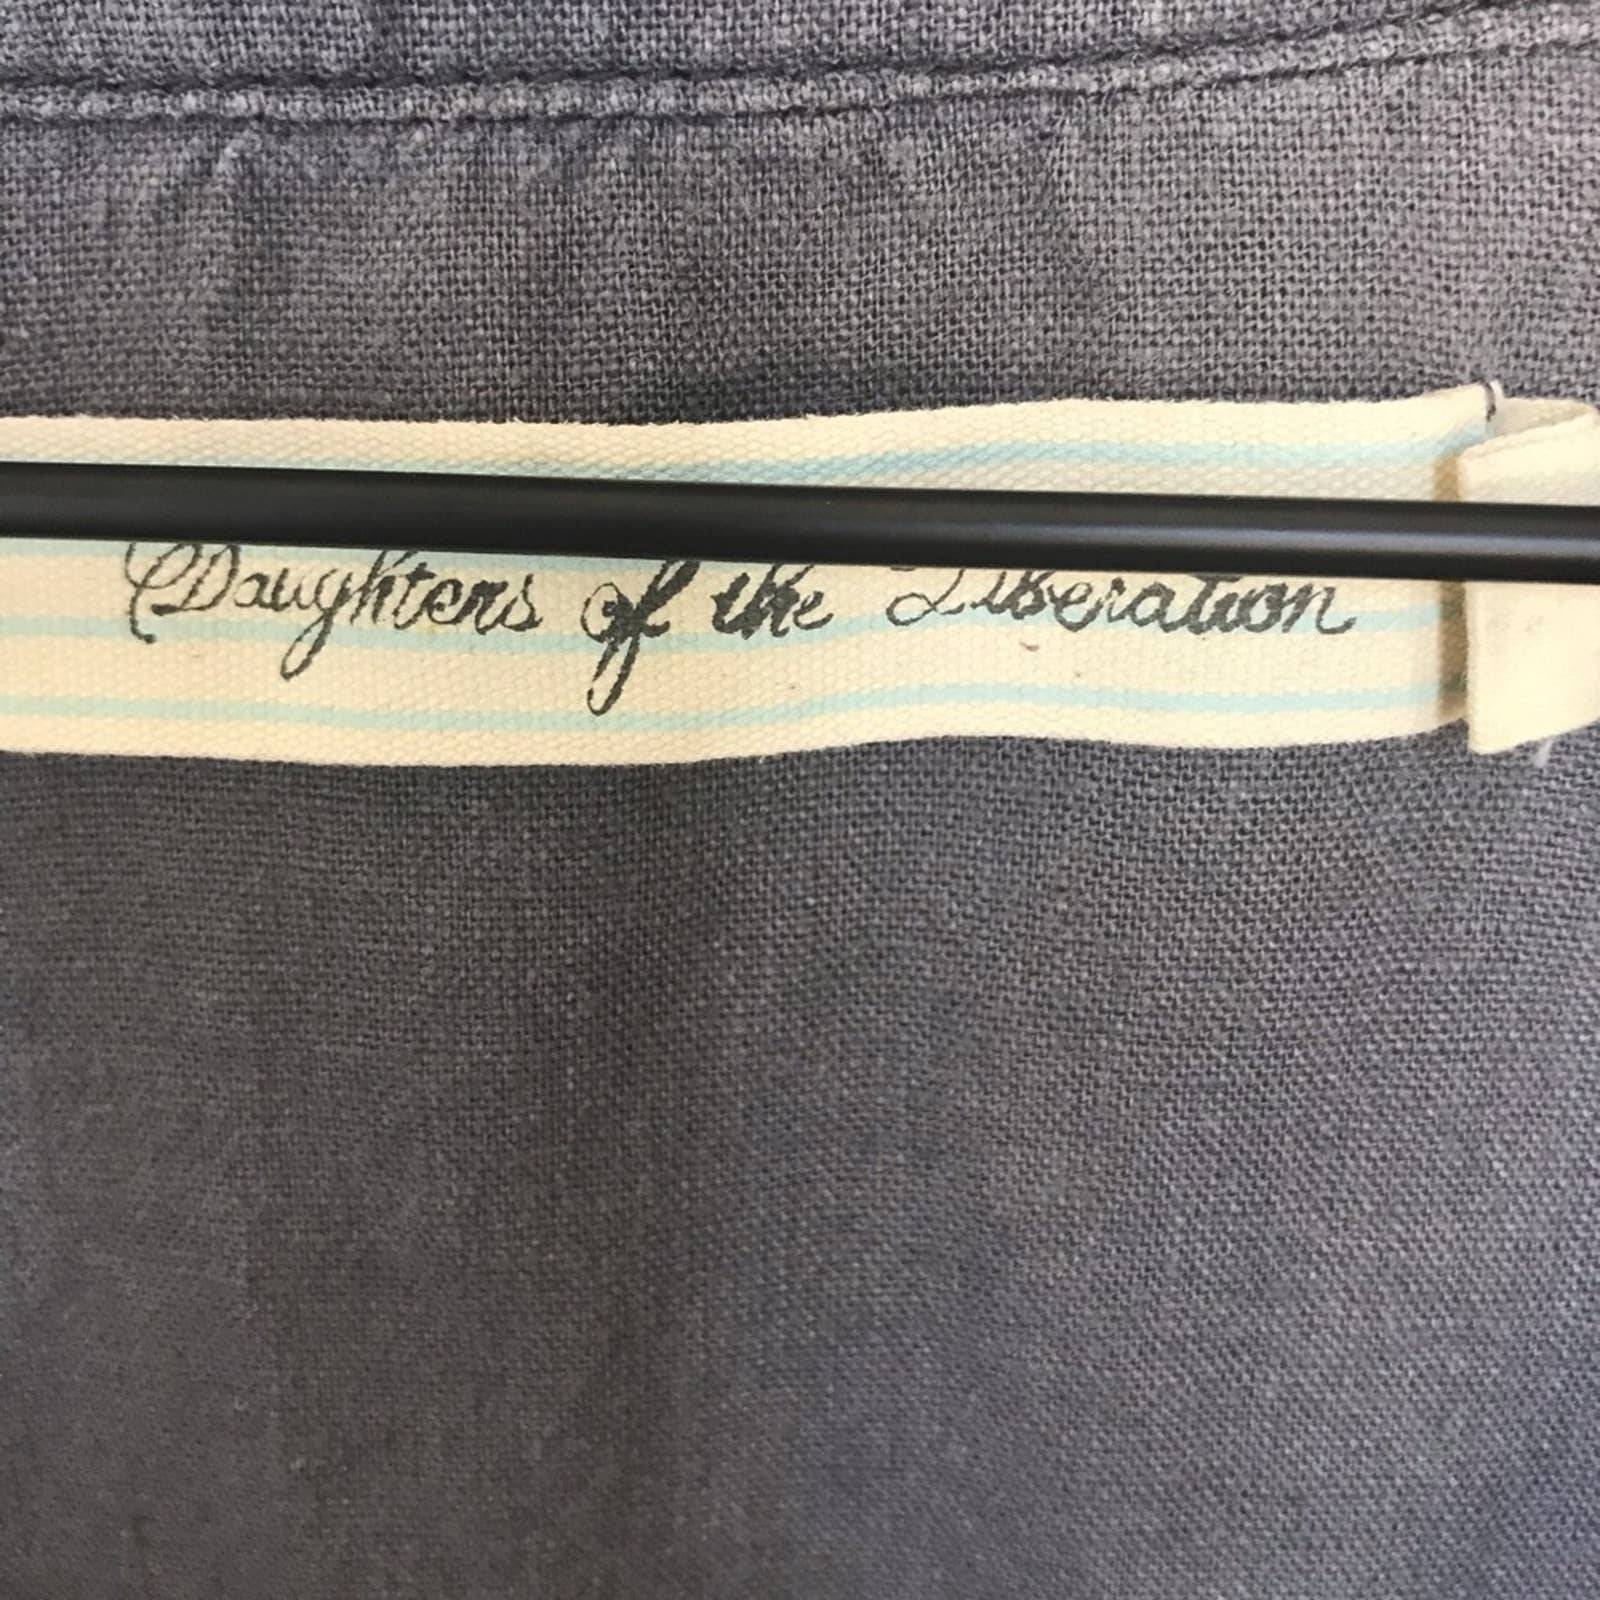 Daughters of the Liberation